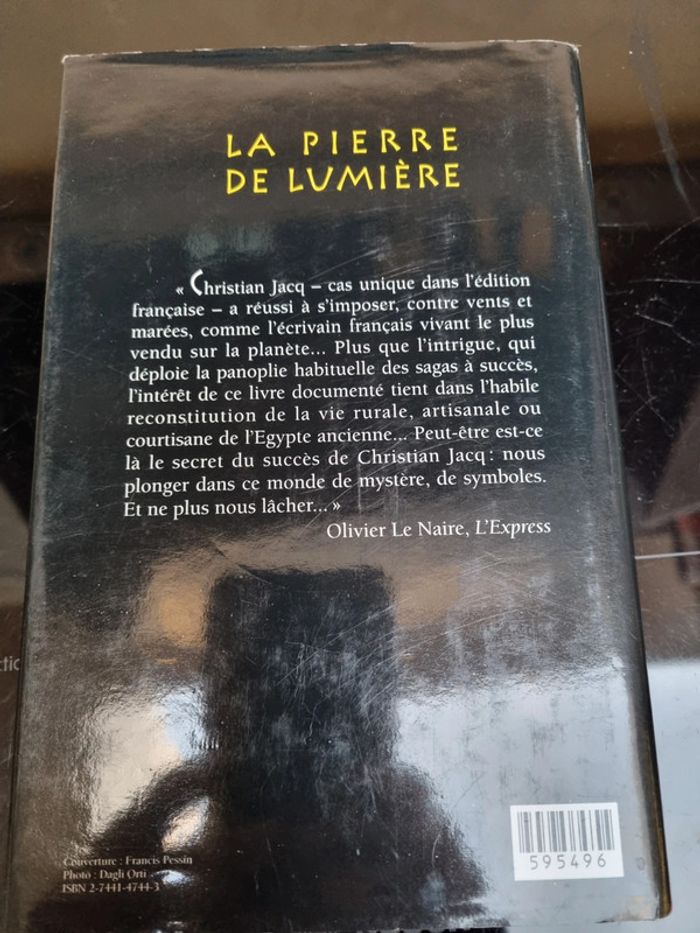 LA PIERRE
DE LUMIÈRE
« Christian Jacq – cas unique dans l'édition
française – a réussi à s'imposer, contre vents et
marées, comme l'écrivain français vivant le plus
vendu sur la planète... Plus que l'intrigue, qui
déploie la panoplie habituelle des sagas à succès,
l'intérêt de ce livre documenté tient dans l'habile
reconstitution de la vie rurale, artisanale ou
courtisane de l'Egypte ancienne... Peut-être est-ce
là le secret du succès de Christian Jacq : nous
plonger dans ce monde de mystère, de symboles.
Et ne plus nous lâcher... »
Olivier Le Naire, L'Express
Couverture : Francis Pessin
Photo : Dagli Orti
ISBN 2-7441-4744-3
595496